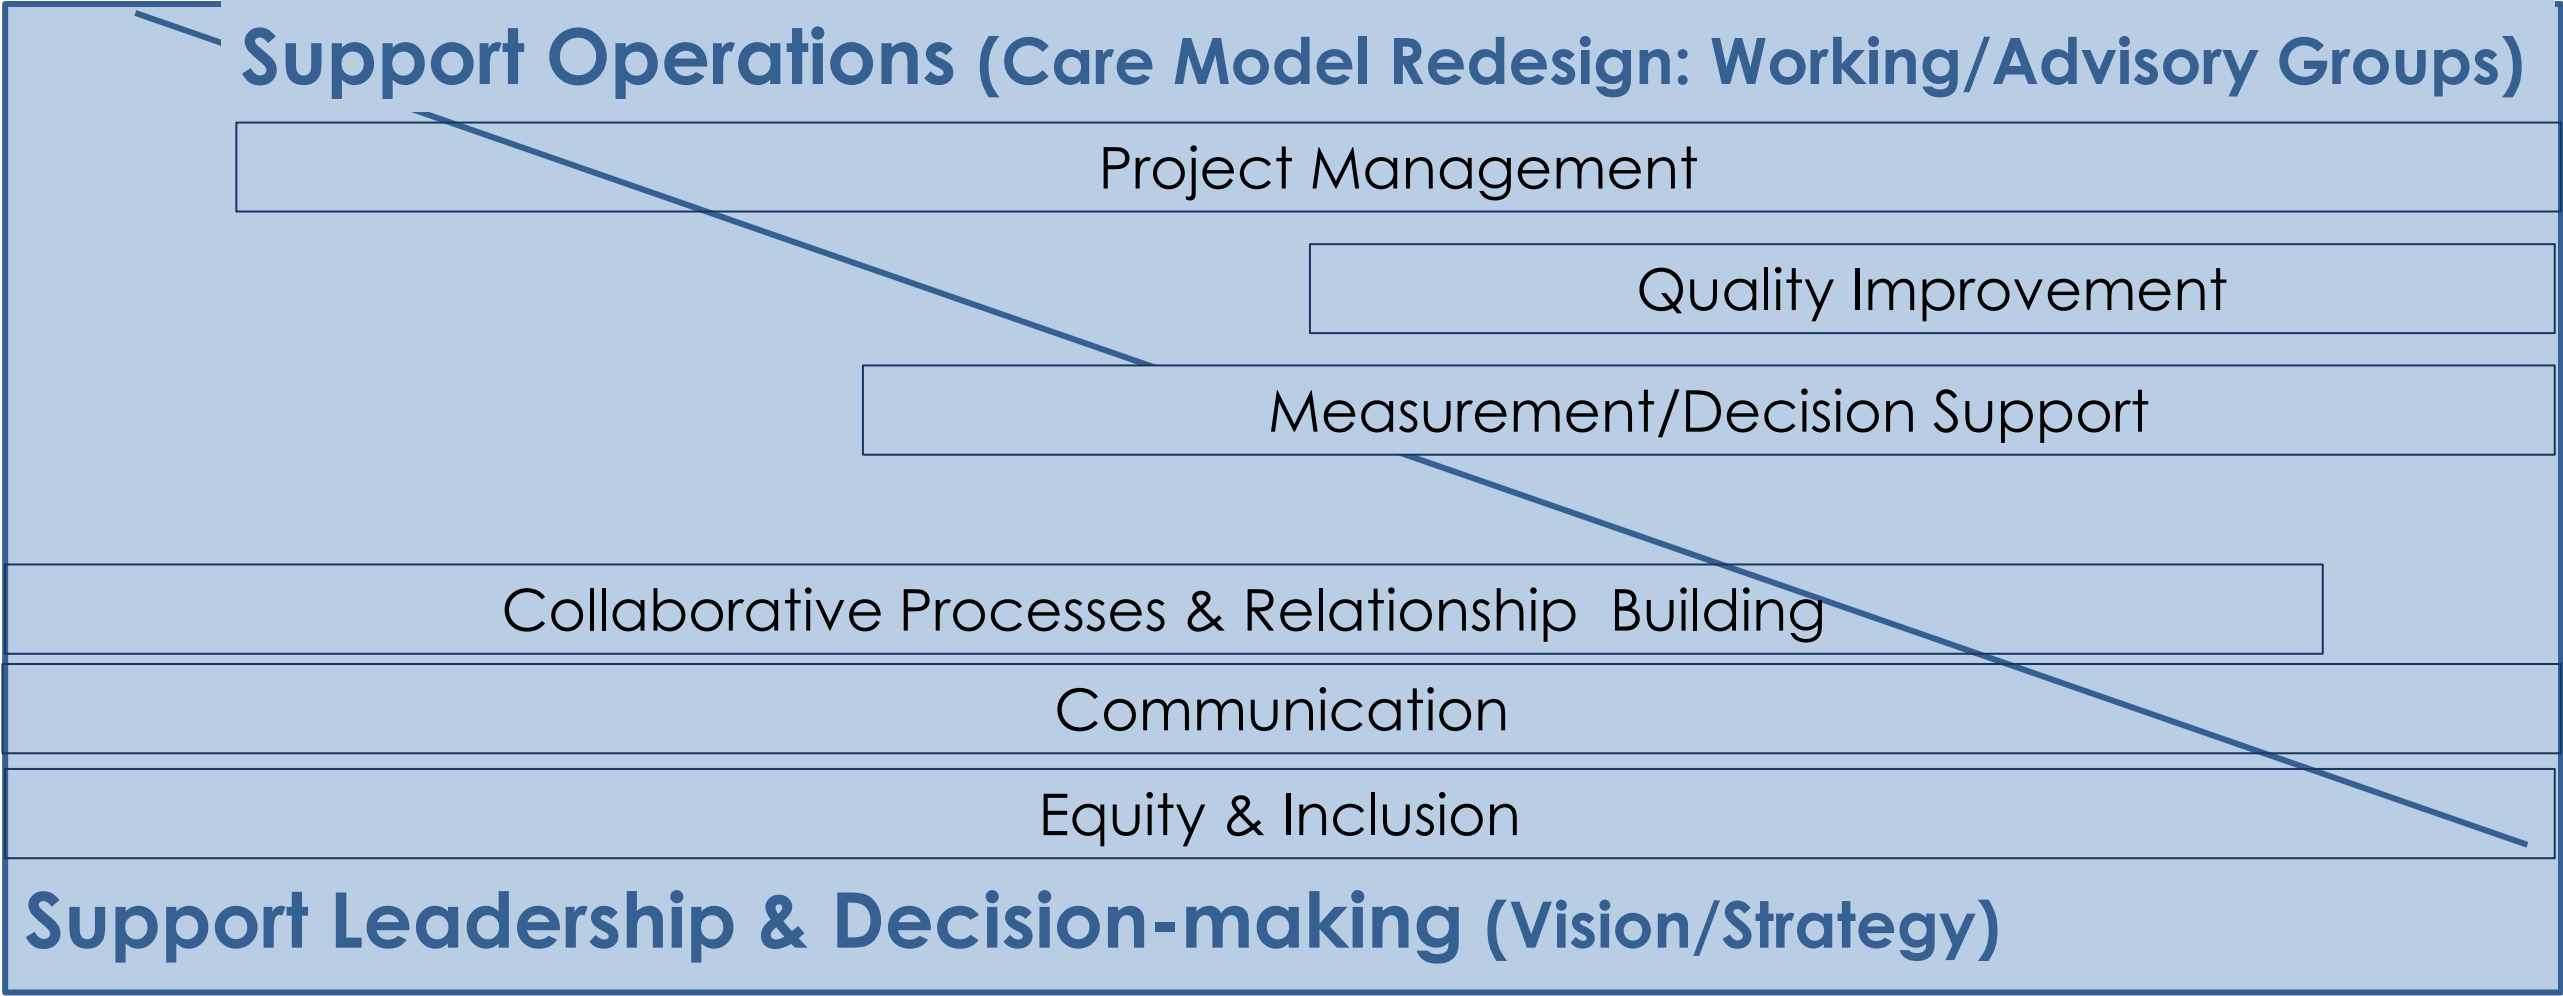 Support Operations (Care Model Redesign: Working/Advisory Groups)
Project Management
Quality Improvement
Measurement/Decision Support
Collaborative Processes & Relationship  Building
Communication
Equity & Inclusion
Support Leadership & Decision-making (Vision/Strategy)